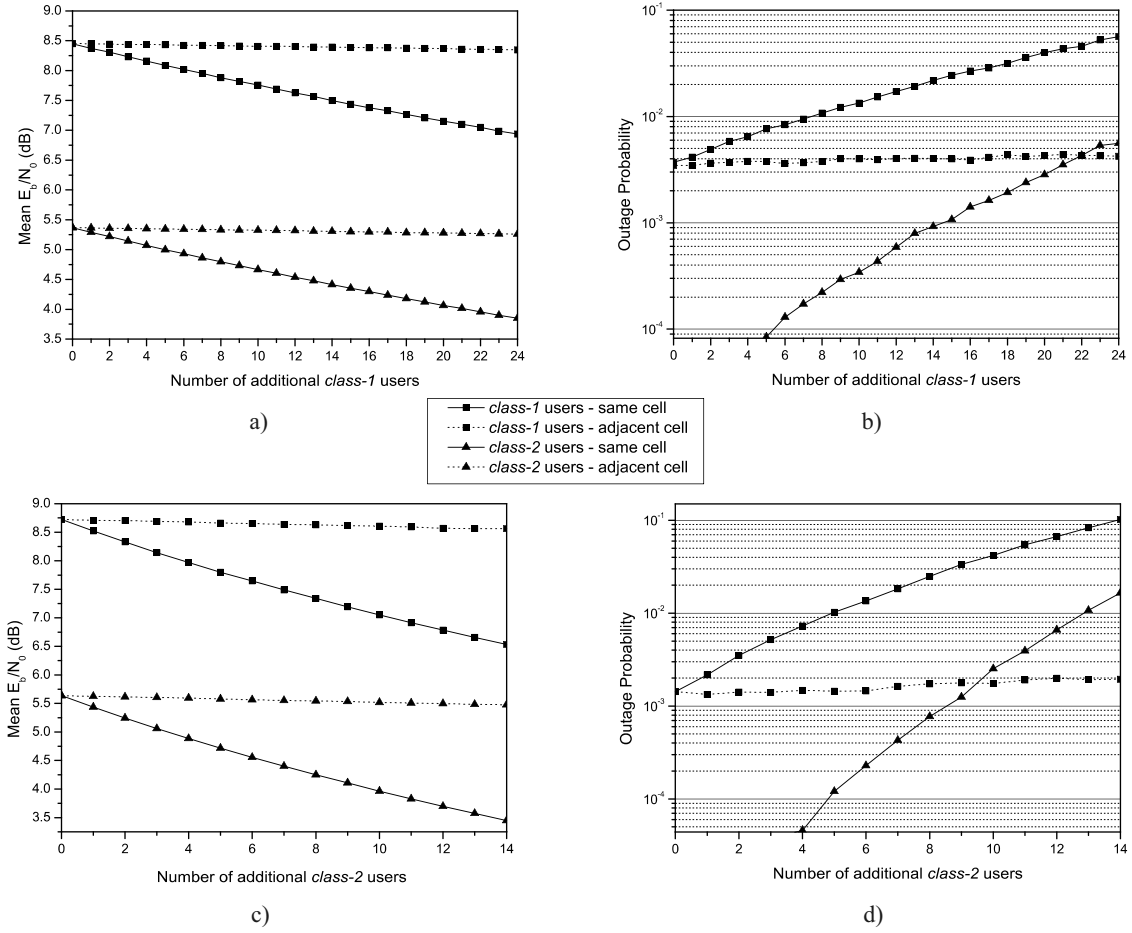 9.0
8.5
8.0
7.5
7.0
6.5
6.0
5.5
5.0
4.5
4.0
3.5
Mean E_b/N_0 (dB)
0 2 4 6 8 10 12 14 16 18 20 22 24
Number of additional class-1 users
a)
10^-1
10^-2
10^-3
10^-4
Outage Probability
0 2 4 6 8 10 12 14 16 18 20 22 24
Number of additional class-1 users
b)
class-1 users - same cell
class-1 users - adjacent cell
class-2 users - same cell
class-2 users - adjacent cell
9.0
8.5
8.0
7.5
7.0
6.5
6.0
5.5
5.0
4.5
4.0
3.5
Mean E_b/N_0 (dB)
0 2 4 6 8 10 12 14
Number of additional class-2 users
c)
10^-1
10^-2
10^-3
10^-4
Outage Probability
0 2 4 6 8 10 12 14
Number of additional class-2 users
d)